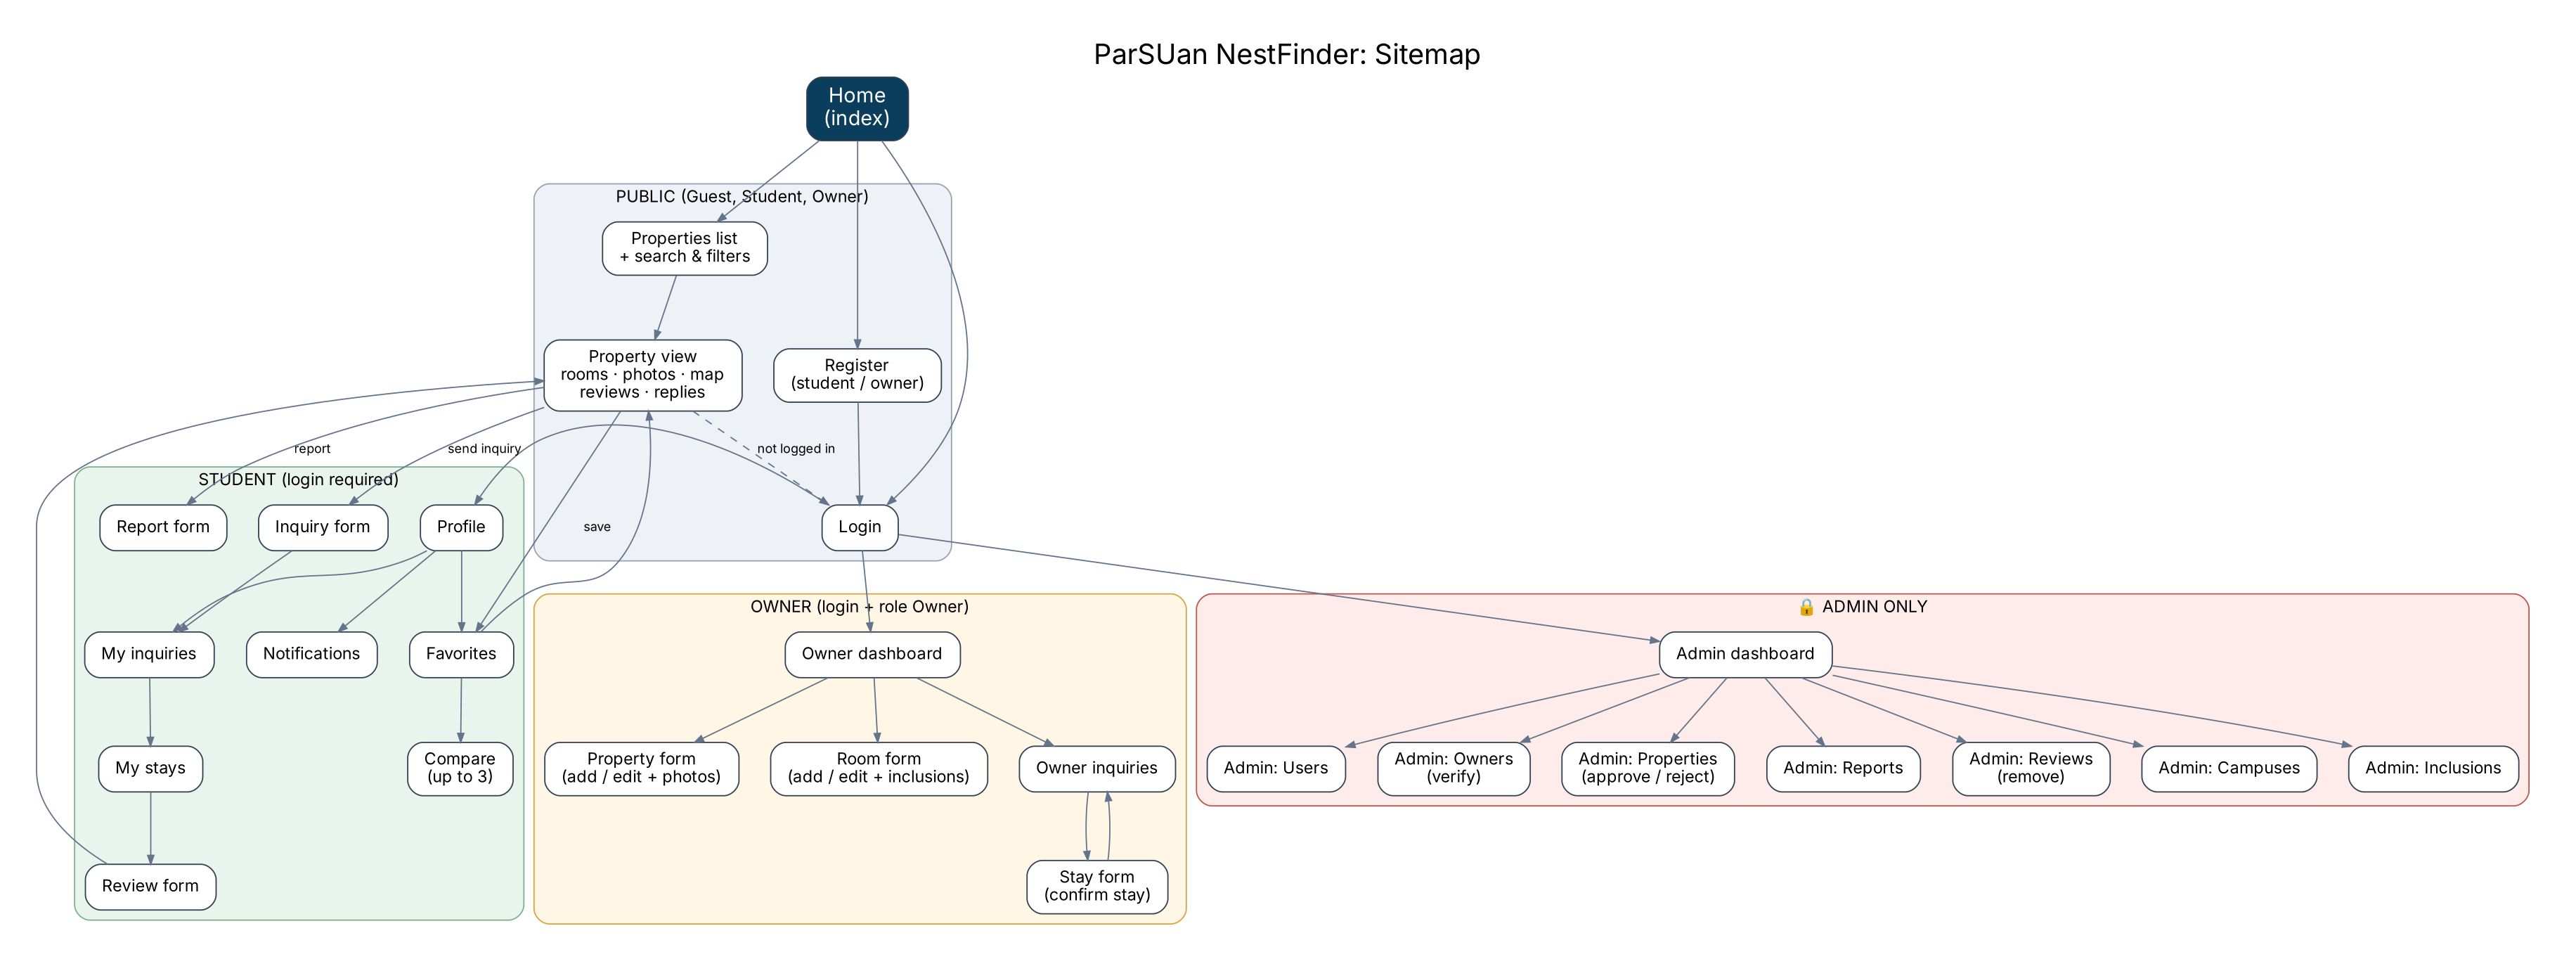 ParSUan NestFinder: Sitemap
Home
(index)
PUBLIC (Guest, Student, Owner)
Properties list
+ search & filters
Property view
rooms · photos · map
reviews · replies
Register
(student / owner)
report
send inquiry
not logged in
STUDENT (login required)
Report form
Inquiry form
Profile
save
Login
OWNER (login + role Owner)
🔒 ADMIN ONLY
My inquiries
Notifications
Favorites
Owner dashboard
Admin dashboard
My stays
Compare
(up to 3)
Property form
(add / edit + photos)
Room form
(add / edit + inclusions)
Owner inquiries
Admin: Users
Admin: Owners
(verify)
Admin: Properties
(approve / reject)
Admin: Reports
Admin: Reviews
(remove)
Admin: Campuses
Admin: Inclusions
Review form
Stay form
(confirm stay)